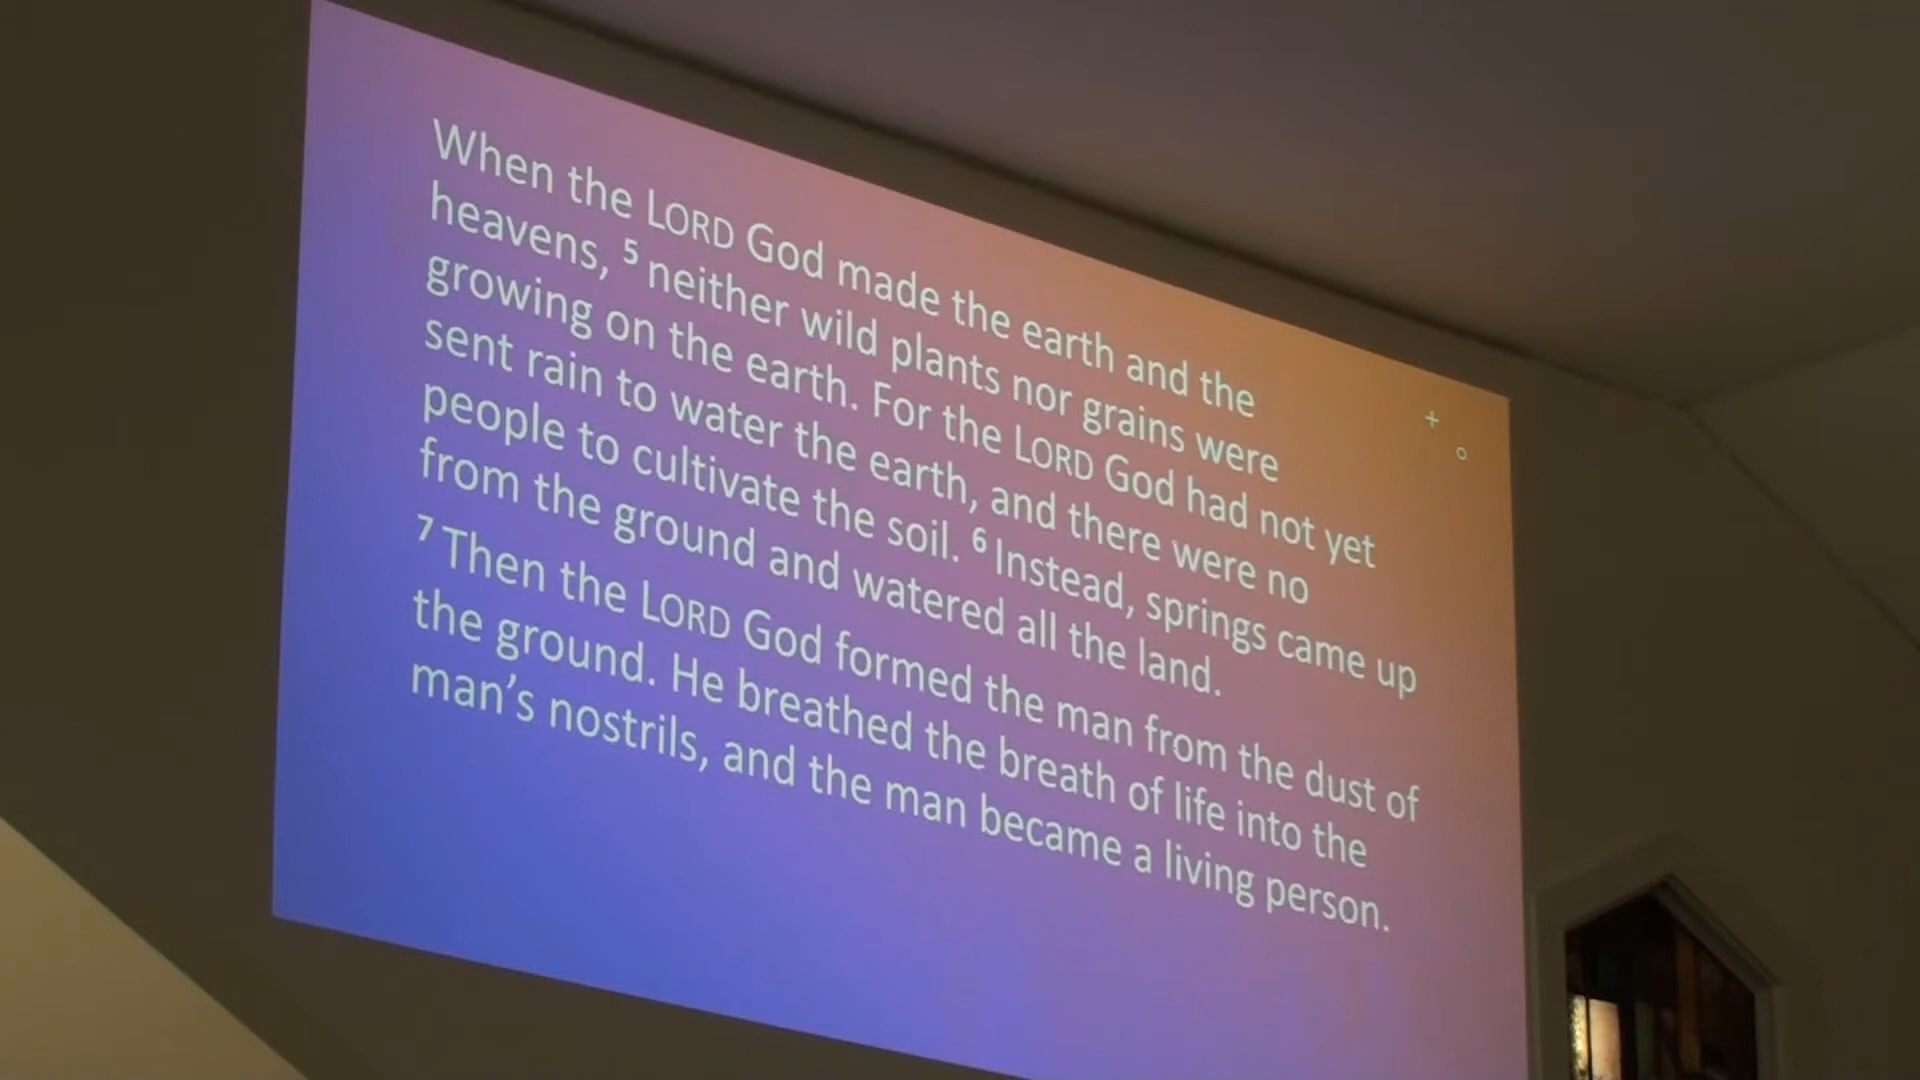 When the LORD God made the earth and the
heavens, ⁵ neither wild plants nor grains were
growing on the earth. For the LORD God had not yet
sent rain to water the earth, and there were no
people to cultivate the soil. ⁶ Instead, springs came up
from the ground and watered all the land.
⁷ Then the LORD God formed the man from the dust of
the ground. He breathed the breath of life into the
man’s nostrils, and the man became a living person.